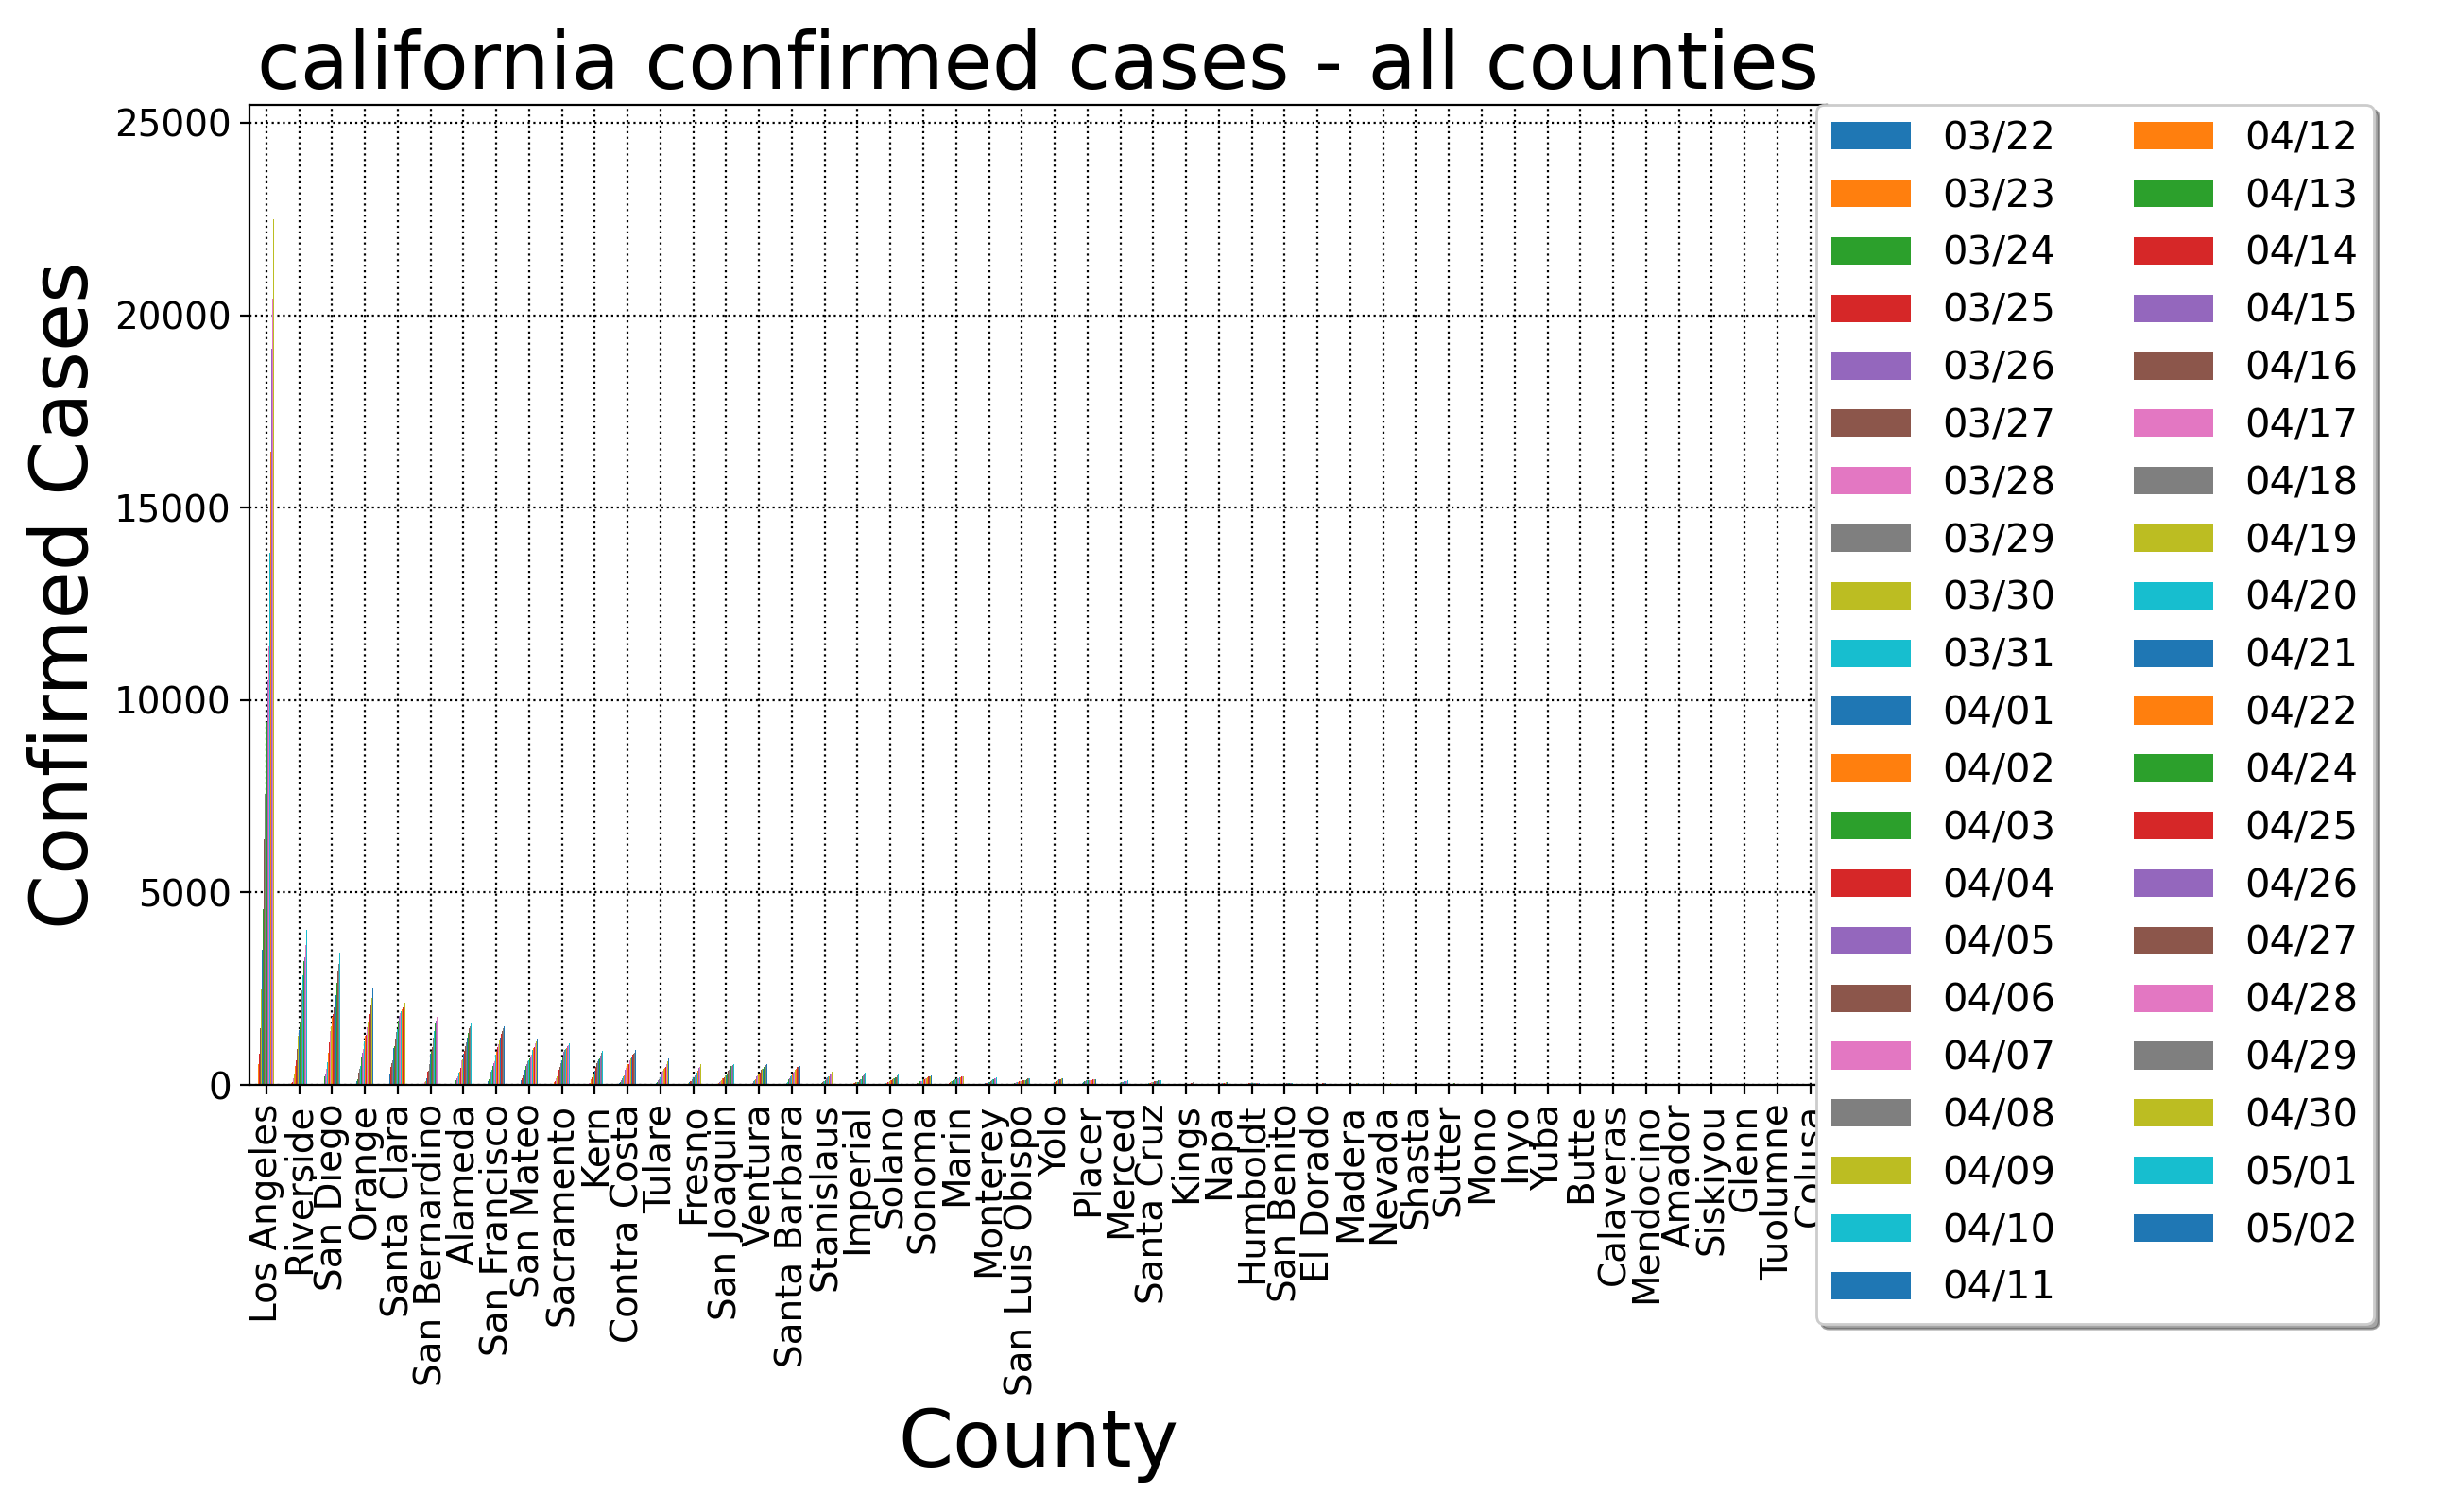 california confirmed cases - all counties
Confirmed Cases
25000
20000
15000
10000
5000
0
Los Angeles
Riverside
San Diego
Orange
Santa Clara
San Bernardino
Alameda
San Francisco
San Mateo
Sacramento
Kern
Contra Costa
Tulare
Fresno
San Joaquin
Ventura
Santa Barbara
Stanislaus
Imperial
Solano
Sonoma
Marin
Monterey
San Luis Obispo
Yolo
Placer
Merced
Santa Cruz
Kings
Napa
Humboldt
San Benito
El Dorado
Madera
Nevada
Shasta
Sutter
Mono
Inyo
Yuba
Butte
Calaveras
Mendocino
Amador
Siskiyou
Glenn
Tuolumne
Colusa
County
03/22
03/23
03/24
03/25
03/26
03/27
03/28
03/29
03/30
03/31
04/01
04/02
04/03
04/04
04/05
04/06
04/07
04/08
04/09
04/10
04/11
04/12
04/13
04/14
04/15
04/16
04/17
04/18
04/19
04/20
04/21
04/22
04/24
04/25
04/26
04/27
04/28
04/29
04/30
05/01
05/02